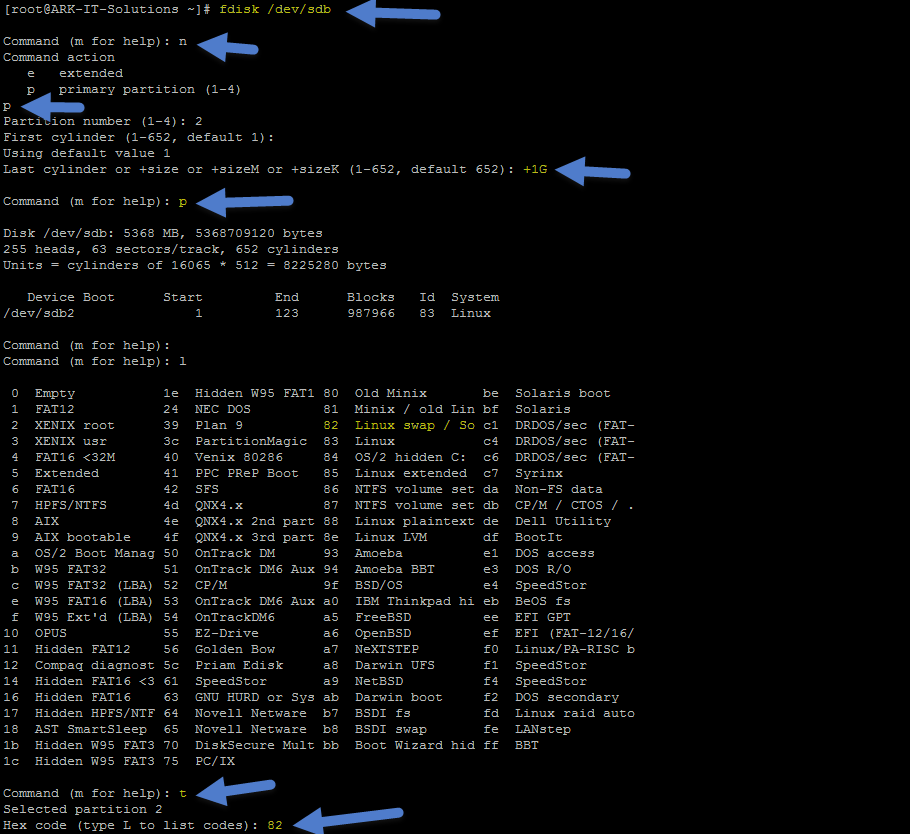 [root@ARK-IT-Solutions ~]# fdisk /dev/sdb
Command (m for help): n
Command action
   e   extended
   p   primary partition (1-4)
p
Partition number (1-4): 2
First cylinder (1-652, default 1):
Using default value 1
Last cylinder or +size or +sizeM or +sizeK (1-652, default 652): +1G
Command (m for help): p
Disk /dev/sdb: 5368 MB, 5368709120 bytes
255 heads, 63 sectors/track, 652 cylinders
Units = cylinders of 16065 * 512 = 8225280 bytes
   Device Boot      Start         End      Blocks   Id  System
/dev/sdb2               1         123      987966   83  Linux
Command (m for help):
Command (m for help): l
 0  Empty           1e  Hidden W95 FAT1 80  Old Minix       be  Solaris boot
 1  FAT12           24  NEC DOS         81  Minix / old Lin bf  Solaris
 2  XENIX root      39  Plan 9          82  Linux swap / So c1  DRDOS/sec (FAT-
 3  XENIX usr       3c  PartitionMagic  83  Linux           c4  DRDOS/sec (FAT-
 4  FAT16 <32M      40  Venix 80286     84  OS/2 hidden C:  c6  DRDOS/sec (FAT-
 5  Extended        41  PPC PReP Boot   85  Linux extended  c7  Syrinx
 6  FAT16           42  SFS             86  NTFS volume set da  Non-FS data
 7  HPFS/NTFS       4d  QNX4.x          87  NTFS volume set db  CP/M / CTOS / .
 8  AIX             4e  QNX4.x 2nd part 88  Linux plaintext de  Dell Utility
 9  AIX bootable    4f  QNX4.x 3rd part 8e  Linux LVM       df  BootIt
 a  OS/2 Boot Manag 50  OnTrack DM      93  Amoeba          e1  DOS access
 b  W95 FAT32       51  OnTrack DM6 Aux 94  Amoeba BBT      e3  DOS R/O
 c  W95 FAT32 (LBA) 52  CP/M            9f  BSD/OS          e4  SpeedStor
 e  W95 FAT16 (LBA) 53  OnTrack DM6 Aux a0  IBM Thinkpad hi eb  BeOS fs
 f  W95 Ext'd (LBA) 54  OnTrackDM6      a5  FreeBSD         ee  EFI GPT
10  OPUS            55  EZ-Drive        a6  OpenBSD         ef  EFI (FAT-12/16/
11  Hidden FAT12    56  Golden Bow      a7  NeXTSTEP        f0  Linux/PA-RISC b
12  Compaq diagnost 5c  Priam Edisk     a8  Darwin UFS      f1  SpeedStor
14  Hidden FAT16 <3 61  SpeedStor       a9  NetBSD          f4  SpeedStor
16  Hidden FAT16    63  GNU HURD or Sys ab  Darwin boot     f2  DOS secondary
17  Hidden HPFS/NTF 64  Novell Netware  b7  BSDI fs         fd  Linux raid auto
18  AST SmartSleep  65  Novell Netware  b8  BSDI swap       fe  LANstep
1b  Hidden W95 FAT3 70  DiskSecure Mult bb  Boot Wizard hid ff  BBT
1c  Hidden W95 FAT3 75  PC/IX
Command (m for help): t
Selected partition 2
Hex code (type L to list codes): 82